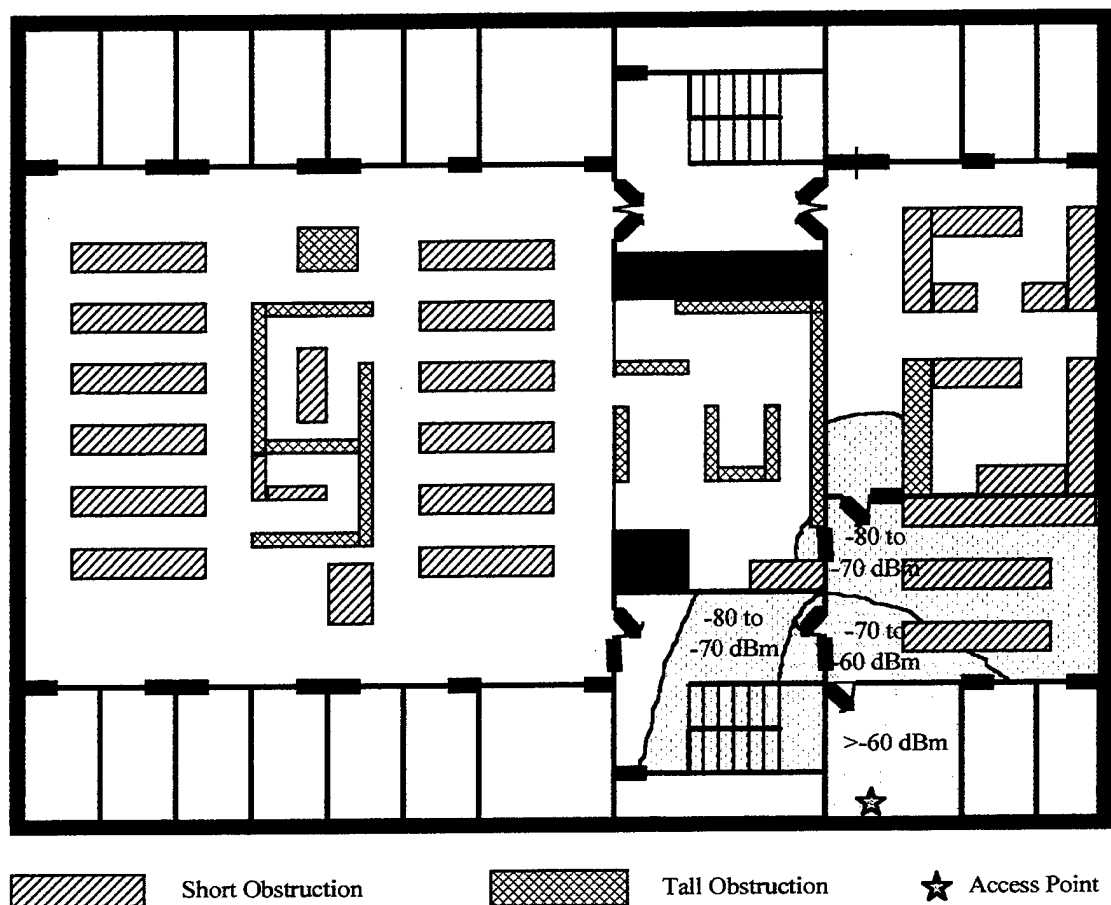 -80 to
-70 dBm
-80 to
-70 dBm
-70 to
-60 dBm
>-60 dBm
Short Obstruction
Tall Obstruction
Access Point